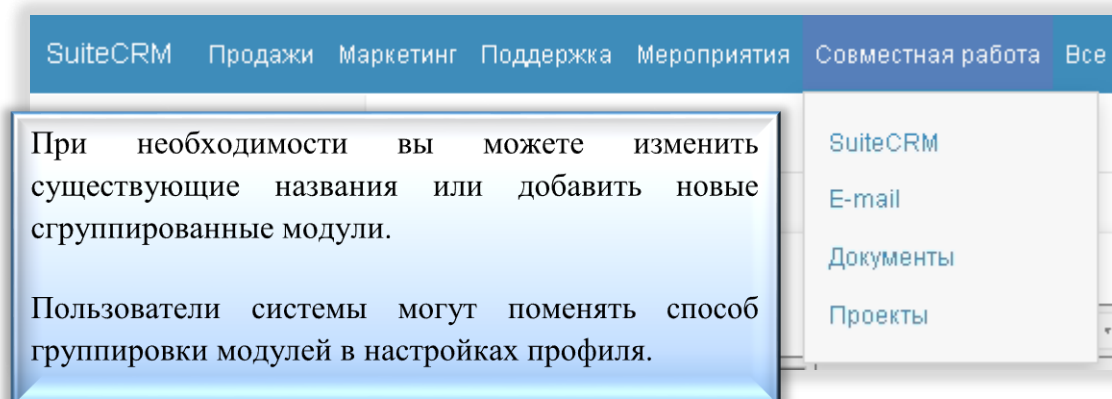 SuiteCRM Продажи Маркетинг Поддержка Мероприятия Совместная работа Все
При необходимости вы можете изменить
существующие названия или добавить новые
сгруппированные модули.
Пользователи системы могут поменять способ
группировки модулей в настройках профиля.
SuiteCRM
E-mail
Документы
Проекты